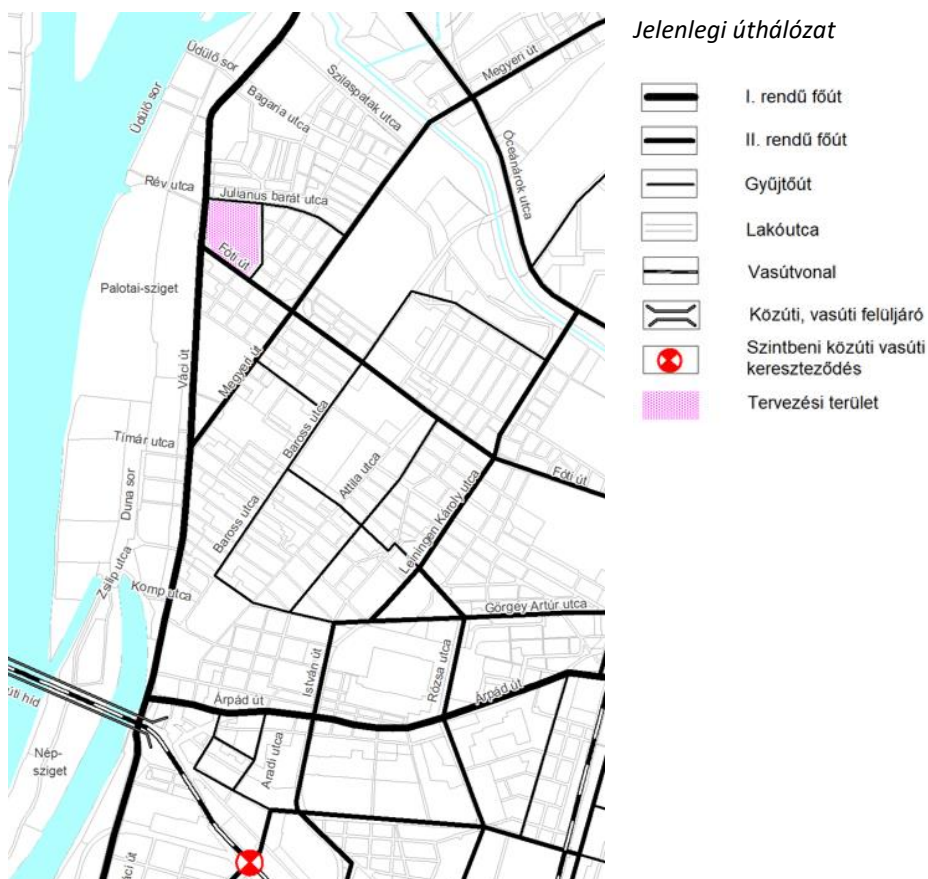 Jelenlegi úthálózat
I. rendű főút
II. rendű főút
Gyűjtőút
Lakóutca
Vasútvonal
Közúti, vasúti felüljáró
Szintbeni közúti vasúti
kereszteződés
Tervezési terület
Üdülő sor
Üdülő sor
Bagaria utca
Szilaspatak utca
Megyeri út
Óceánárok utca
Rév utca
Julianus barát utca
Fóti út
Palotai-sziget
Váci út
Megyeri út
Baross utca
Tímár utca
Attila utca
Duna sor
Baross utca
Leiningen Károly utca
Fóti út
Zsilip utca
Komp utca
Görgey Artúr utca
István út
Rózsa utca
Árpád út
Árpád út
úti híd
Nép-
sziget
Aradi utca
áci út